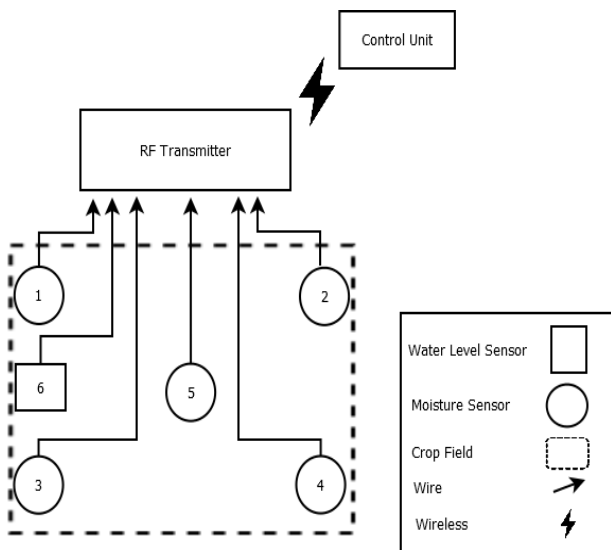 Control Unit
RF Transmitter
1
2
6
5
3
4
Water Level Sensor
Moisture Sensor
Crop Field
Wire
Wireless